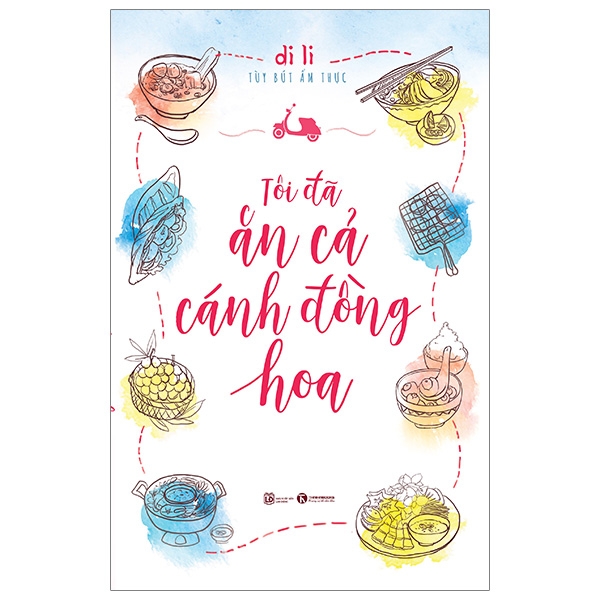 di li
TÙY BÚT ẨM THỰC
Tôi đã
ăn cả
cánh đồng
hoa